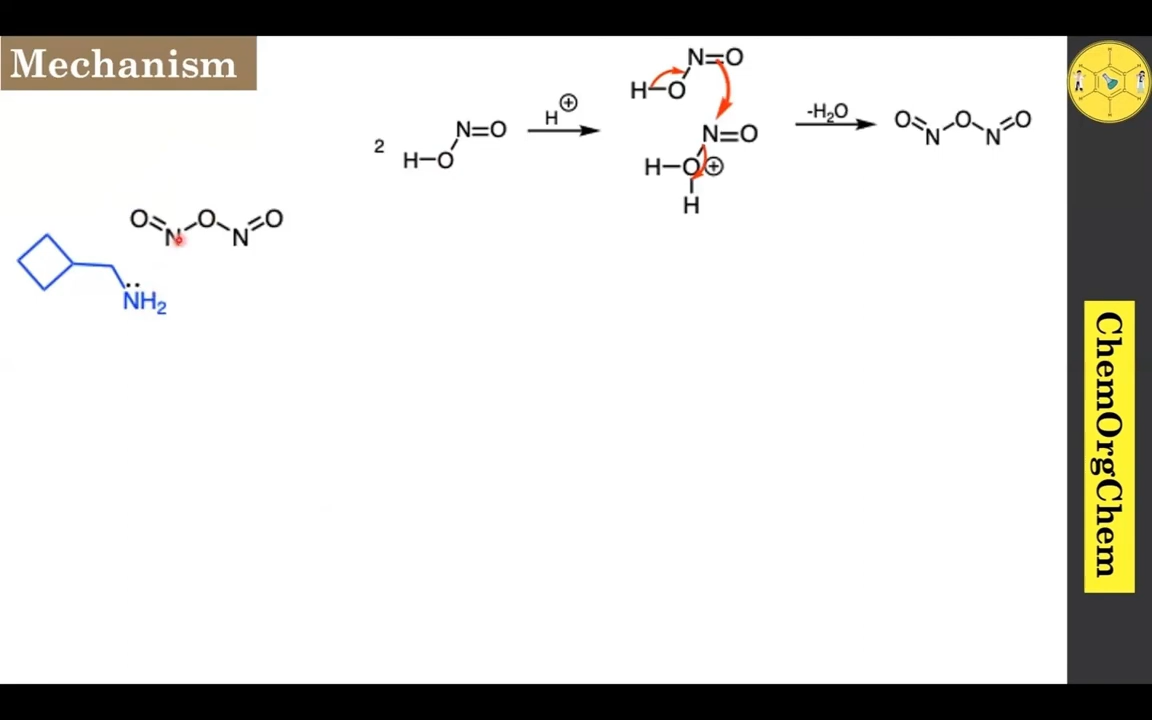 Mechanism
2 H-O N=O
H⊕
H-O N=O
N=O
H-O⊕
H
-H₂O
O N O N O
O N O N O
NH₂
ChemOrgChem